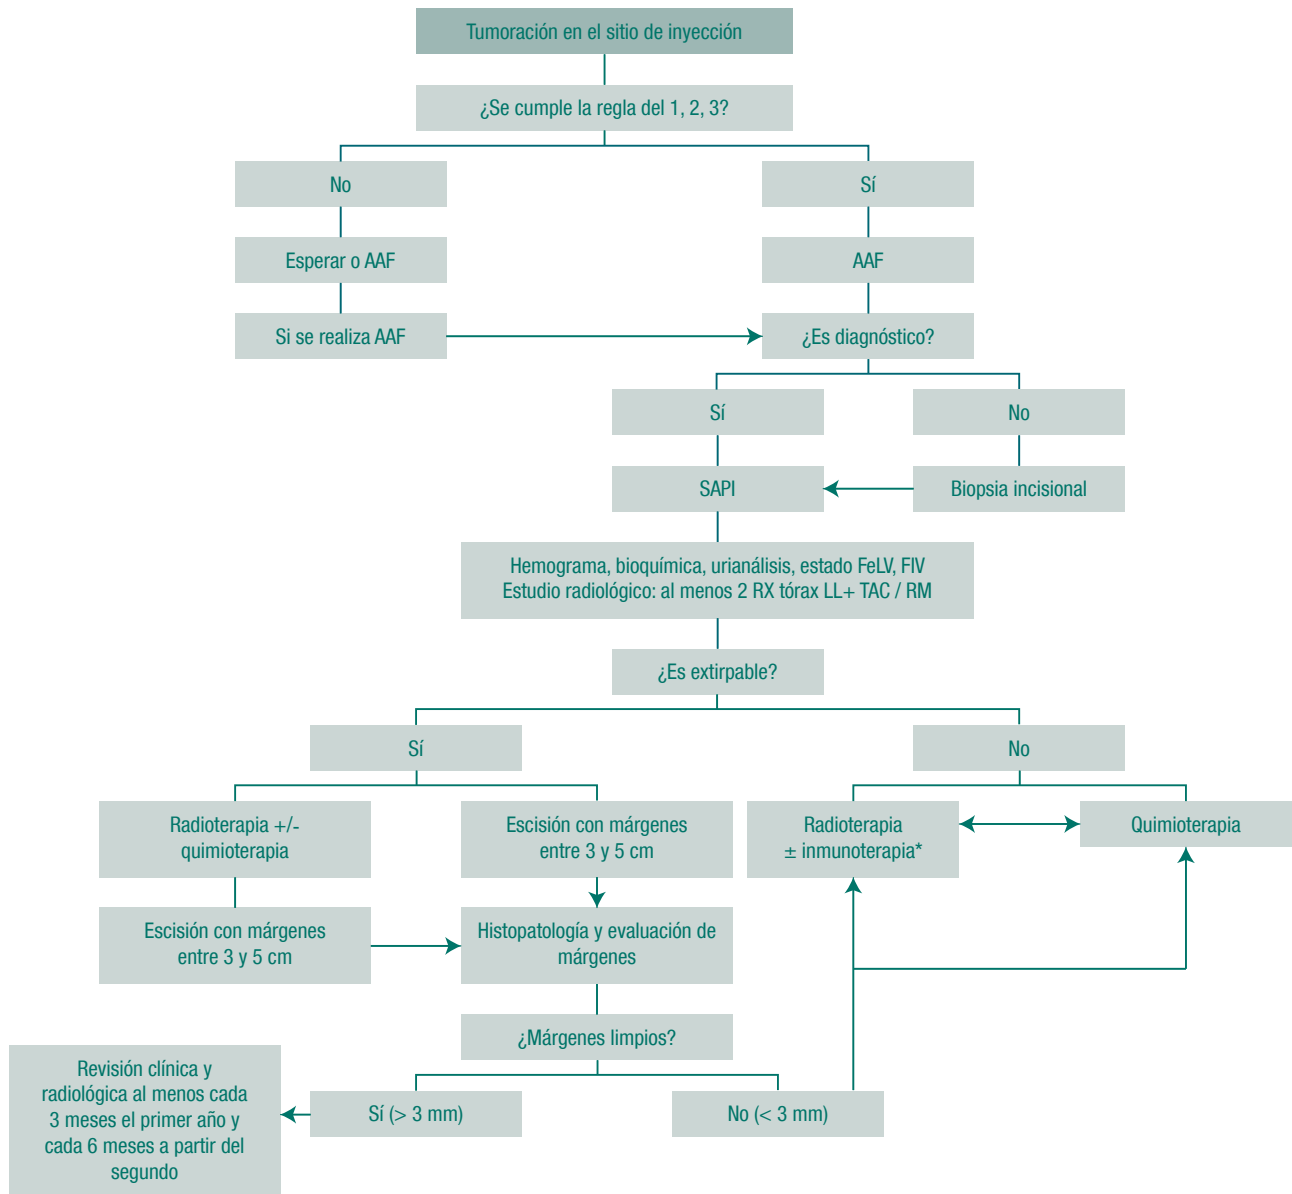 Tumoración en el sitio de inyección
¿Se cumple la regla del 1, 2, 3?
No
Sí
Esperar o AAF
AAF
Si se realiza AAF
¿Es diagnóstico?
Sí
No
SAPI
Biopsia incisional
Hemograma, bioquímica, urianálisis, estado FeLV, FIV
Estudio radiológico: al menos 2 RX tórax LL+ TAC / RM
¿Es extirpable?
Sí
No
Radioterapia +/-
quimioterapia
Escisión con márgenes
entre 3 y 5 cm
Radioterapia
± inmunoterapia*
Quimioterapia
Escisión con márgenes
entre 3 y 5 cm
Histopatología y evaluación de
márgenes
¿Márgenes limpios?
Revisión clínica y
radiológica al menos cada
3 meses el primer año y
cada 6 meses a partir del
segundo
Sí (> 3 mm)
No (< 3 mm)